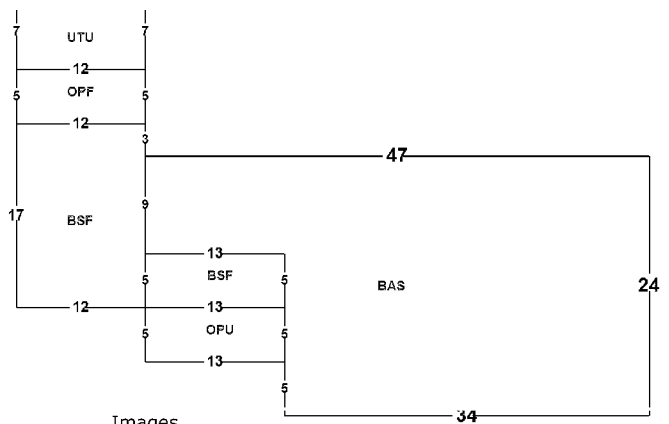 7 UTU 7
12
5 OPF 5
12
3
47
17 BSF 9
13
5 BSF 5
BAS 24
12 13
5 OPU 5
13
5
34
Images